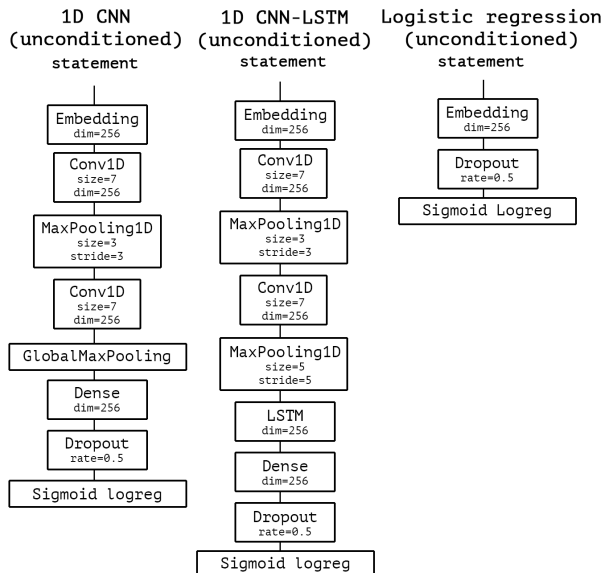 1D CNN
(unconditioned)
statement
Embedding
dim=256
Conv1D
size=7
dim=256
MaxPooling1D
size=3
stride=3
Conv1D
size=7
dim=256
GlobalMaxPooling
Dense
dim=256
Dropout
rate=0.5
Sigmoid logreg
1D CNN-LSTM
(unconditioned)
statement
Embedding
dim=256
Conv1D
size=7
dim=256
MaxPooling1D
size=3
stride=3
Conv1D
size=7
dim=256
MaxPooling1D
size=5
stride=5
LSTM
dim=256
Dense
dim=256
Dropout
rate=0.5
Sigmoid logreg
Logistic regression
(unconditioned)
statement
Embedding
dim=256
Dropout
rate=0.5
Sigmoid Logreg